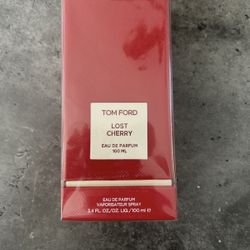 TOM FORD
LOST
CHERRY
EAU DE PARFUM
100 ML
EAU DE PARFUM
VAPORISATEUR SPRAY
3.4 FL.OZ./OZ. LIQ./100 ml ℮